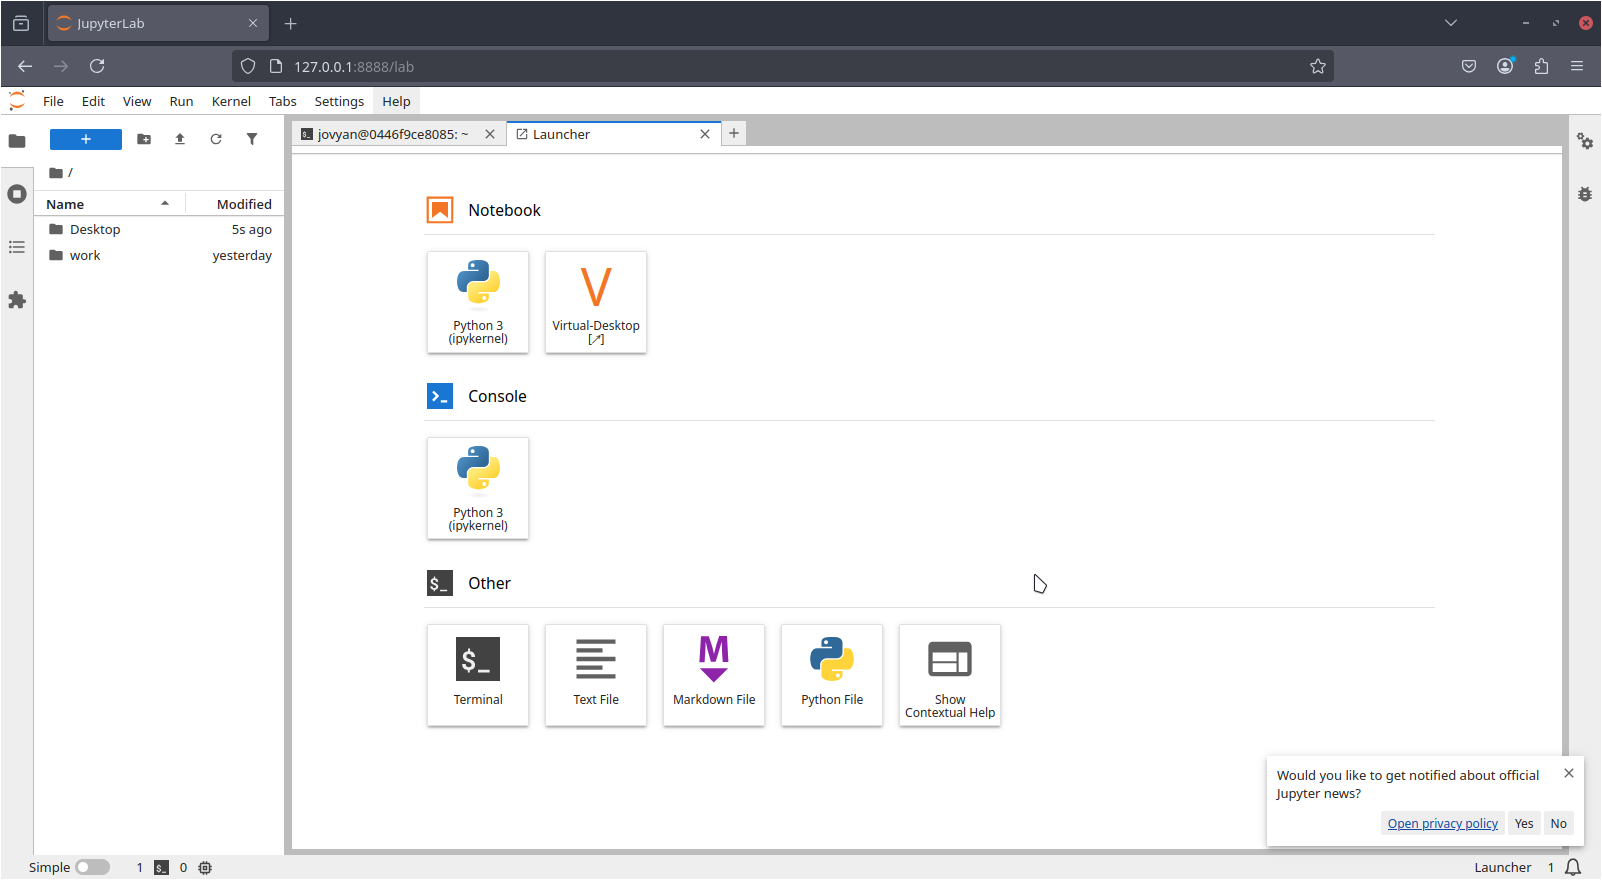 JupyterLab
127.0.0.1:8888/lab
File Edit View Run Kernel Tabs Settings Help
jovyan@0446f9ce8085: ~
Launcher
/
Name Modified
Desktop 5s ago
work yesterday
Notebook
Python 3
(ipykernel)
Virtual-Desktop
[↗]
Console
Python 3
(ipykernel)
Other
$_
Terminal
Text File
M
Markdown File
Python File
Show
Contextual Help
Would you like to get notified about official
Jupyter news?
Open privacy policy Yes No
Simple 1 $_ 0
Launcher 1